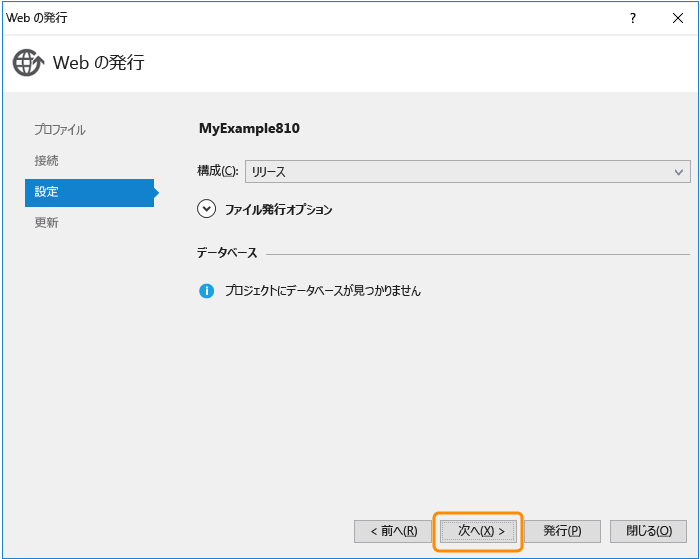 Web の発行
?
Web の発行
プロファイル
接続
設定
更新
MyExample810
構成(C): リリース
ファイル発行オプション
データベース
プロジェクトにデータベースが見つかりません
< 前へ(R) 次へ(X) > 発行(P) 閉じる(O)